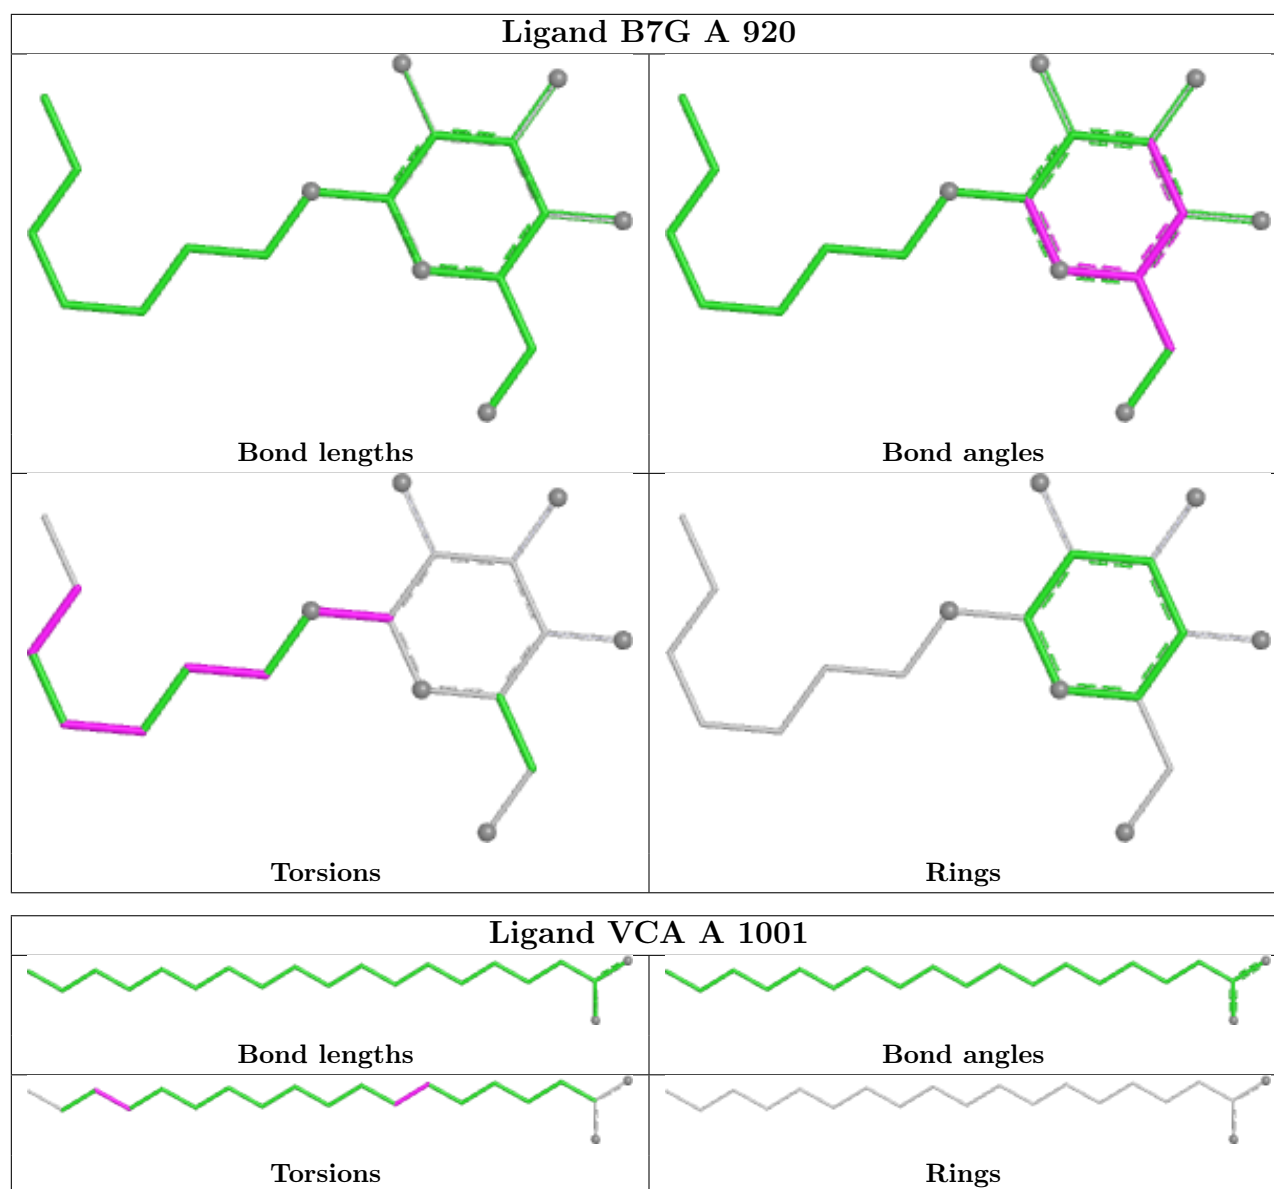 Ligand B7G A 920
Bond lengths
Bond angles
Torsions
Rings
Ligand VCA A 1001
Bond lengths
Bond angles
Torsions
Rings